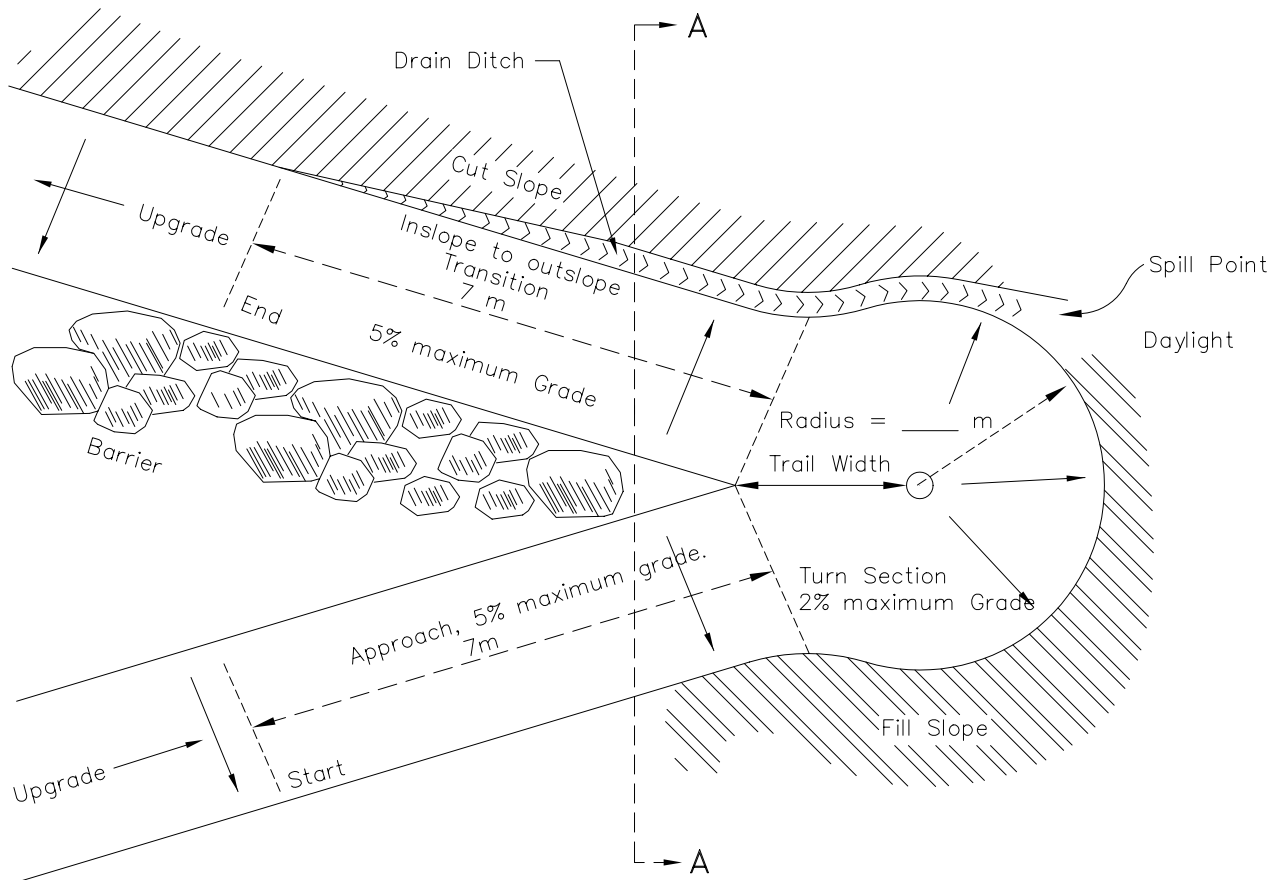 A
Drain Ditch
Cut Slope
Inslope to outslope
Transition
7 m
Upgrade
Spill Point
Daylight
End
5% maximum Grade
Radius = ____ m
Barrier
Trail Width
Approach, 5% maximum grade.
7m
Turn Section
2% maximum Grade
Fill Slope
Upgrade
Start
A